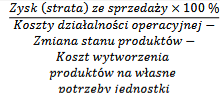 Zysk (strata) ze sprzedaży × 100 %
Koszty działalności operacyjnej −
Zmiana stanu produktów −
Koszt wytworzenia
produktów na własne
potrzeby jednostki